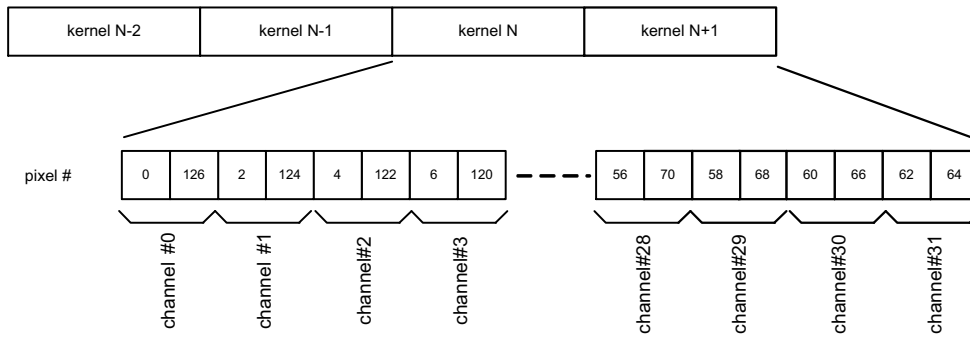 kernel N-2 kernel N-1 kernel N kernel N+1
pixel # 0 126 2 124 4 122 6 120 56 70 58 68 60 66 62 64
channel #0
channel #1
channel#2
channel#3
channel#28
channel#29
channel#30
channel#31